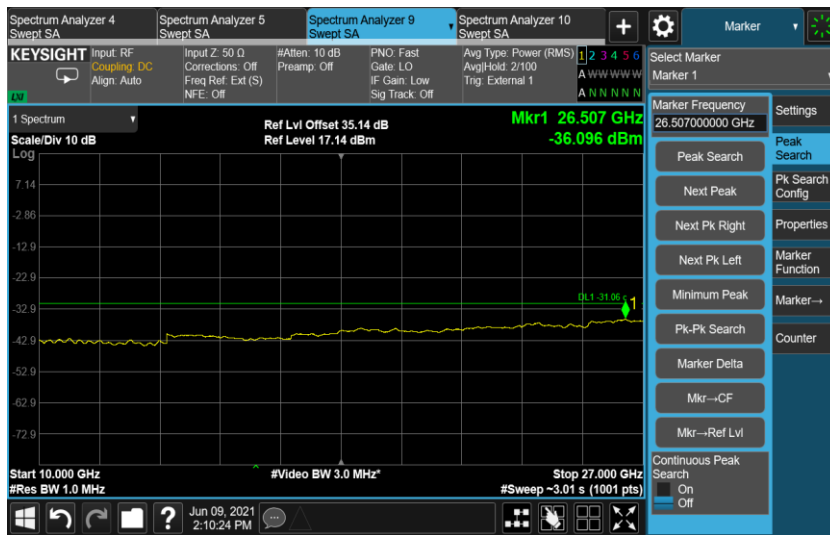 Spectrum Analyzer 4
Swept SA
Spectrum Analyzer 5
Swept SA
Spectrum Analyzer 9
Swept SA
Spectrum Analyzer 10
Swept SA
+
Marker
KEYSIGHT
LXI
Input: RF
Coupling: DC
Align: Auto
Input Z: 50 Ω
Corrections: Off
Freq Ref: Ext (S)
NFE: Off
#Atten: 10 dB
Preamp: Off
PNO: Fast
Gate: LO
IF Gain: Low
Sig Track: Off
Avg Type: Power (RMS)
Avg|Hold: 2/100
Trig: External 1
1 2 3 4 5 6
A W W W W W
A N N N N N
Select Marker
Marker 1
1 Spectrum
Scale/Div 10 dB
Log
Ref Lvl Offset 35.14 dB
Ref Level 17.14 dBm
Mkr1 26.507 GHz
-36.096 dBm
7.14
-2.86
-12.9
-22.9
-32.9
-42.9
-52.9
-62.9
-72.9
DL1 -31.06
1
Start 10.000 GHz
#Res BW 1.0 MHz
#Video BW 3.0 MHz*
Stop 27.000 GHz
#Sweep ~3.01 s (1001 pts)
Marker Frequency
26.507000000 GHz
Peak Search
Next Peak
Next Pk Right
Next Pk Left
Minimum Peak
Pk-Pk Search
Marker Delta
Mkr→CF
Mkr→Ref Lvl
Continuous Peak
Search
On
Off
Settings
Peak
Search
Pk Search
Config
Properties
Marker
Function
Marker→
Counter
?
Jun 09, 2021
2:10:24 PM